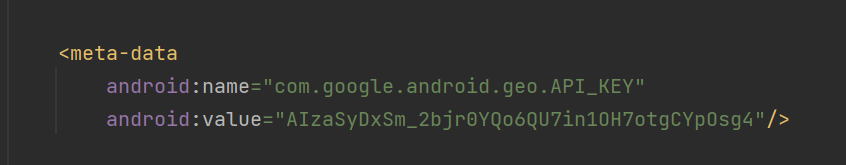 <meta-data
android:name="com.google.android.geo.API_KEY"
android:value="AIzaSyDxSm_2bjr0YQo6QU7in1OH7otgCYpOsg4"/>